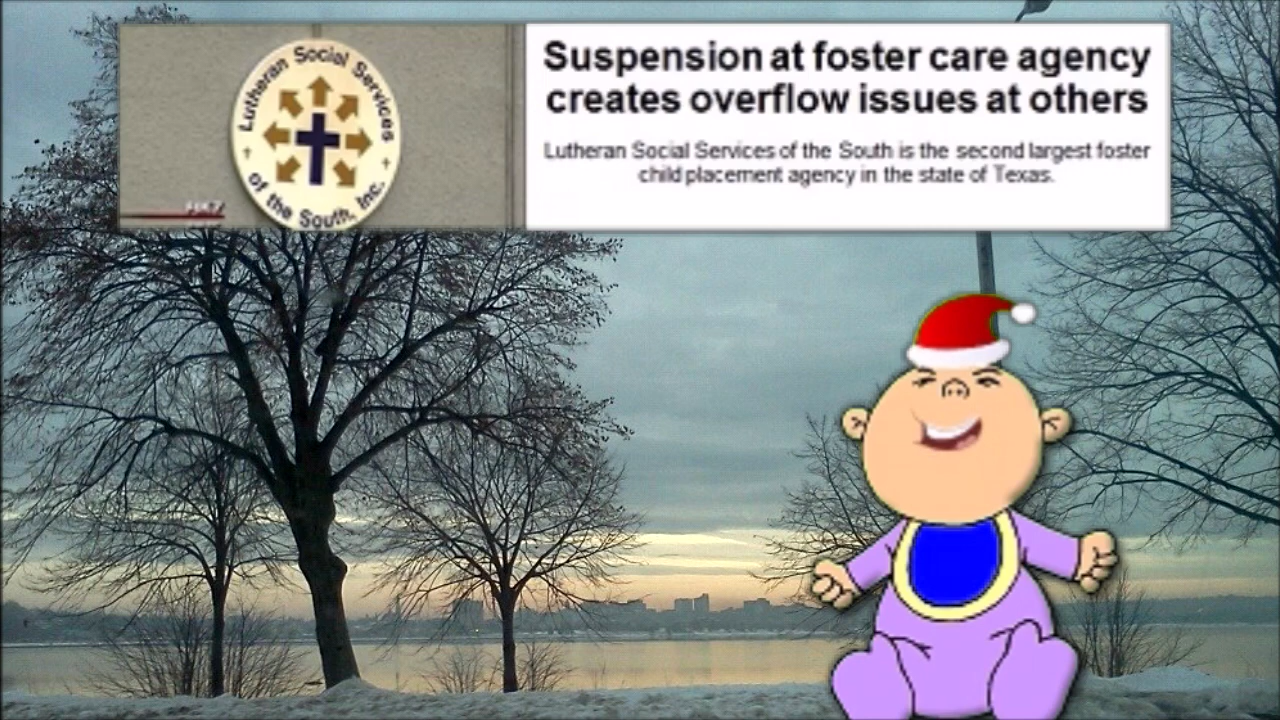 Lutheran Social Services
of the South, Inc.
Suspension at foster care agency
creates overflow issues at others
Lutheran Social Services of the South is the second largest foster
child placement agency in the state of Texas.